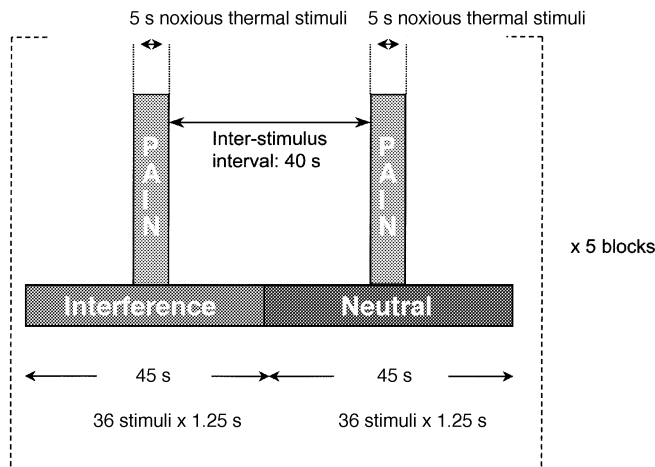 5 s noxious thermal stimuli
5 s noxious thermal stimuli
PAIN
Inter-stimulus
interval: 40 s
PAIN
x 5 blocks
Interference
Neutral
45 s
45 s
36 stimuli x 1.25 s
36 stimuli x 1.25 s